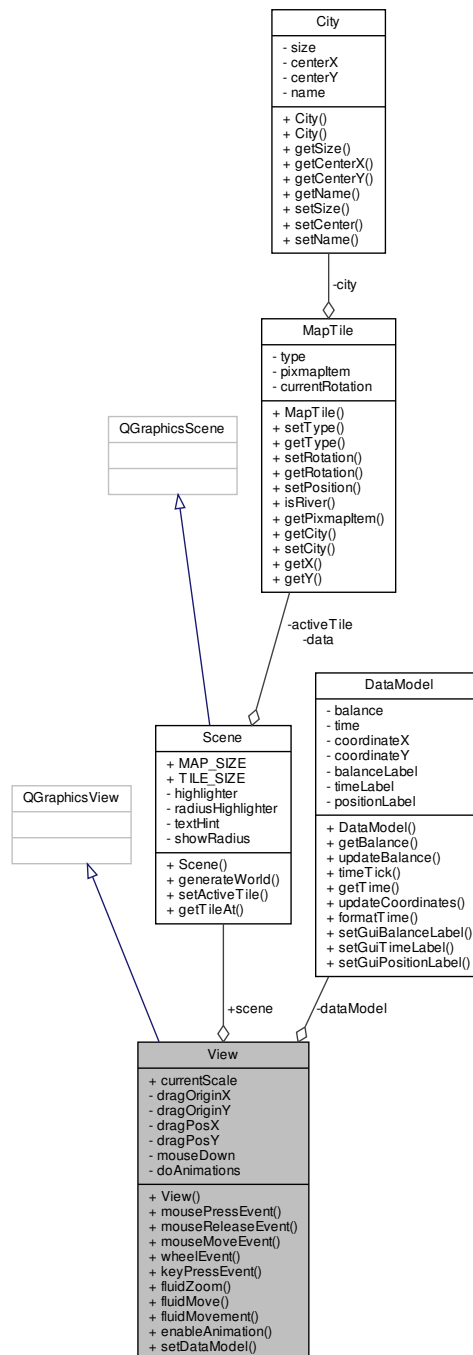 City
- size
- centerX
- centerY
- name
+ City()
+ City()
+ getSize()
+ getCenterX()
+ getCenterY()
+ getName()
+ setSize()
+ setCenter()
+ setName()
-city
MapTile
- type
- pixmapItem
- currentRotation
+ MapTile()
+ setType()
+ getType()
+ setRotation()
+ getRotation()
+ setPosition()
+ isRiver()
+ getPixmapItem()
+ getCity()
+ setCity()
+ getX()
+ getY()
QGraphicsScene
-activeTile
-data
DataModel
- balance
- time
- coordinateX
- coordinateY
- balanceLabel
- timeLabel
- positionLabel
+ DataModel()
+ getBalance()
+ updateBalance()
+ timeTick()
+ getTime()
+ updateCoordinates()
+ formatTime()
+ setGuiBalanceLabel()
+ setGuiTimeLabel()
+ setGuiPositionLabel()
Scene
+ MAP_SIZE
+ TILE_SIZE
- highlighter
- radiusHighlighter
- textHint
- showRadius
+ Scene()
+ generateWorld()
+ setActiveTile()
+ getTileAt()
QGraphicsView
+scene
-dataModel
View
+ currentScale
- dragOriginX
- dragOriginY
- dragPosX
- dragPosY
- mouseDown
- doAnimations
+ View()
+ mousePressEvent()
+ mouseReleaseEvent()
+ mouseMoveEvent()
+ wheelEvent()
+ keyPressEvent()
+ fluidZoom()
+ fluidMove()
+ fluidMovement()
+ enableAnimation()
+ setDataModel()